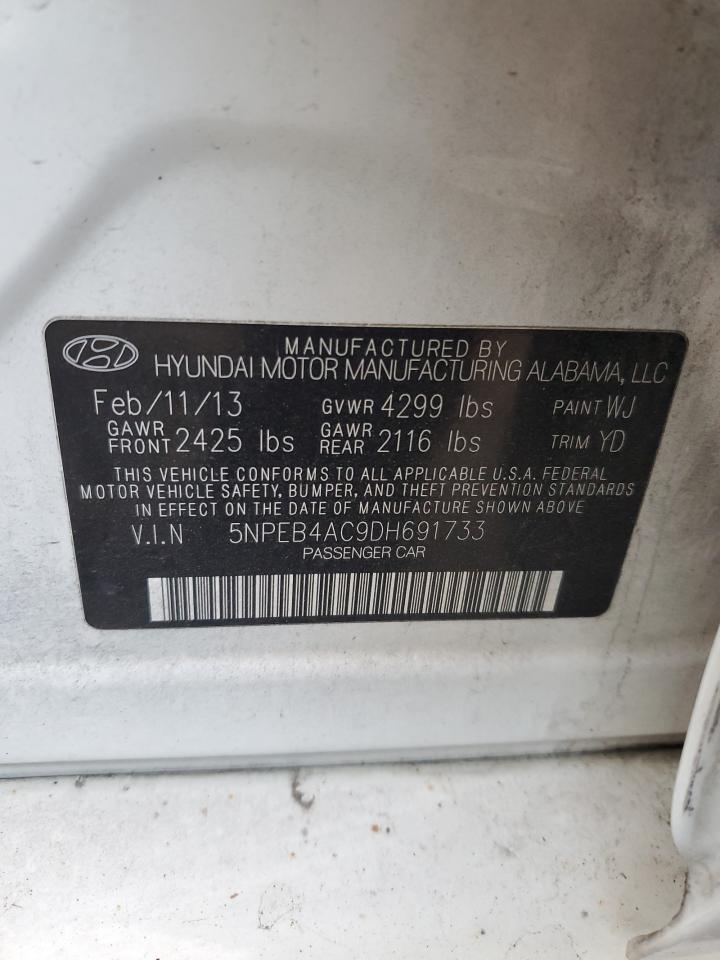 MANUFACTURED BY
HYUNDAI MOTOR MANUFACTURING ALABAMA, LLC
Feb/11/13 GVWR 4299 lbs PAINT WJ
GAWR FRONT 2425 lbs GAWR REAR 2116 lbs TRIM YD
THIS VEHICLE CONFORMS TO ALL APPLICABLE U.S.A. FEDERAL
MOTOR VEHICLE SAFETY, BUMPER, AND THEFT PREVENTION STANDARDS
IN EFFECT ON THE DATE OF MANUFACTURE SHOWN ABOVE
V.I.N 5NPEB4AC9DH691733
PASSENGER CAR